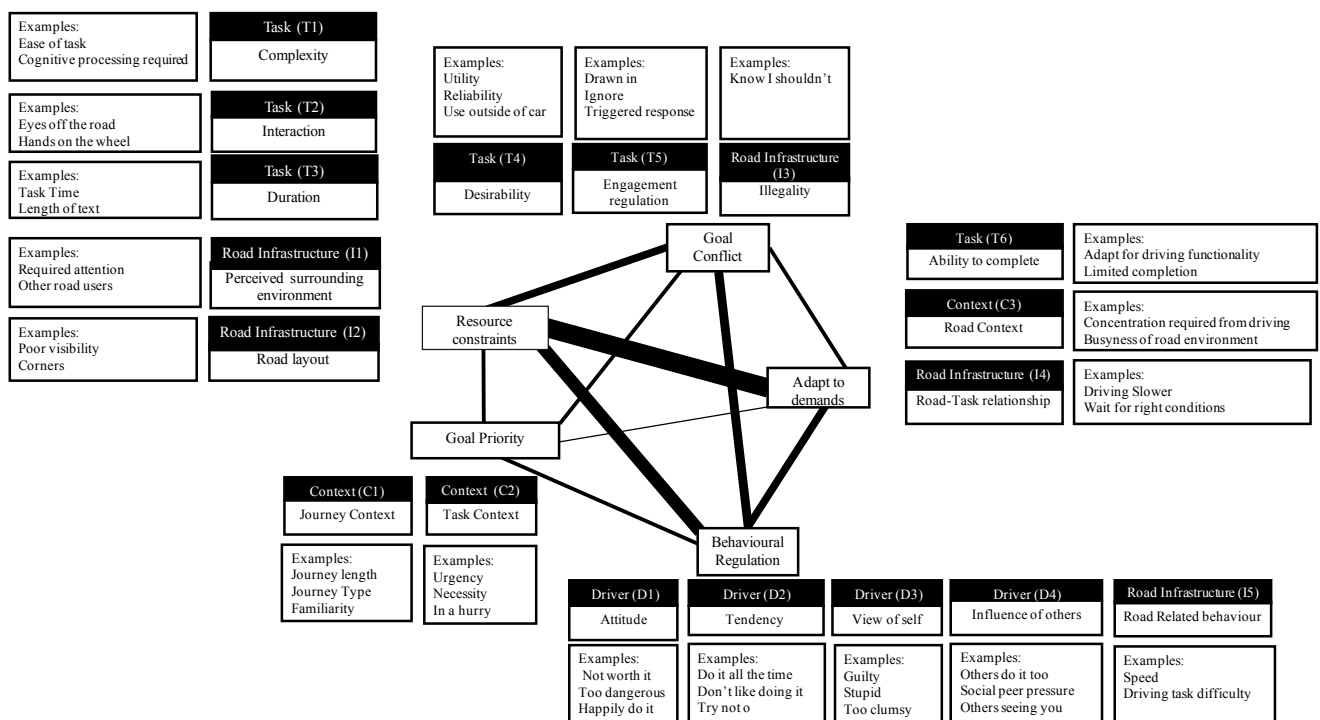 Examples:
Ease of task
Cognitive processing required
Task (T1)
Complexity
Examples:
Eyes off the road
Hands on the wheel
Task (T2)
Interaction
Examples:
Task Time
Length of text
Task (T3)
Duration
Examples:
Required attention
Other road users
Road Infrastructure (I1)
Perceived surrounding
environment
Examples:
Poor visibility
Corners
Road Infrastructure (I2)
Road layout
Examples:
Utility
Reliability
Use outside of car
Examples:
Drawn in
Ignore
Triggered response
Examples:
Know I shouldn't
Task (T4)
Desirability
Task (T5)
Engagement
regulation
Road Infrastructure
(I3)
Illegality
Goal
Conflict
Resource
constraints
Adapt to
demands
Goal Priority
Behavioural
Regulation
Task (T6)
Ability to complete
Examples:
Adapt for driving functionality
Limited completion
Context (C3)
Road Context
Examples:
Concentration required from driving
Busyness of road environment
Road Infrastructure (I4)
Road-Task relationship
Examples:
Driving Slower
Wait for right conditions
Context (C1)
Journey Context
Examples:
Journey length
Journey Type
Familiarity
Context (C2)
Task Context
Examples:
Urgency
Necessity
In a hurry
Driver (D1)
Attitude
Examples:
Not worth it
Too dangerous
Happily do it
Driver (D2)
Tendency
Examples:
Do it all the time
Don't like doing it
Try not o
Driver (D3)
View of self
Examples:
Guilty
Stupid
Too clumsy
Driver (D4)
Influence of others
Examples:
Others do it too
Social peer pressure
Others seeing you
Road Infrastructure (I5)
Road Related behaviour
Examples:
Speed
Driving task difficulty